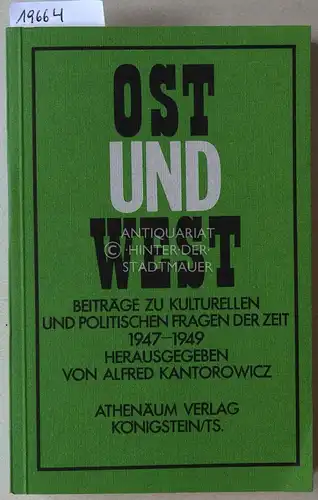 19664
OST
UND
WEST
ANTIQUARIAT
HINTER·DER
STADTMAUER
BEITRÄGE ZU KULTURELLEN
UND POLITISCHEN FRAGEN DER ZEIT
1947–1949
HERAUSGEGEBEN
VON ALFRED KANTOROWICZ
ATHENÄUM VERLAG
KÖNIGSTEIN/TS.